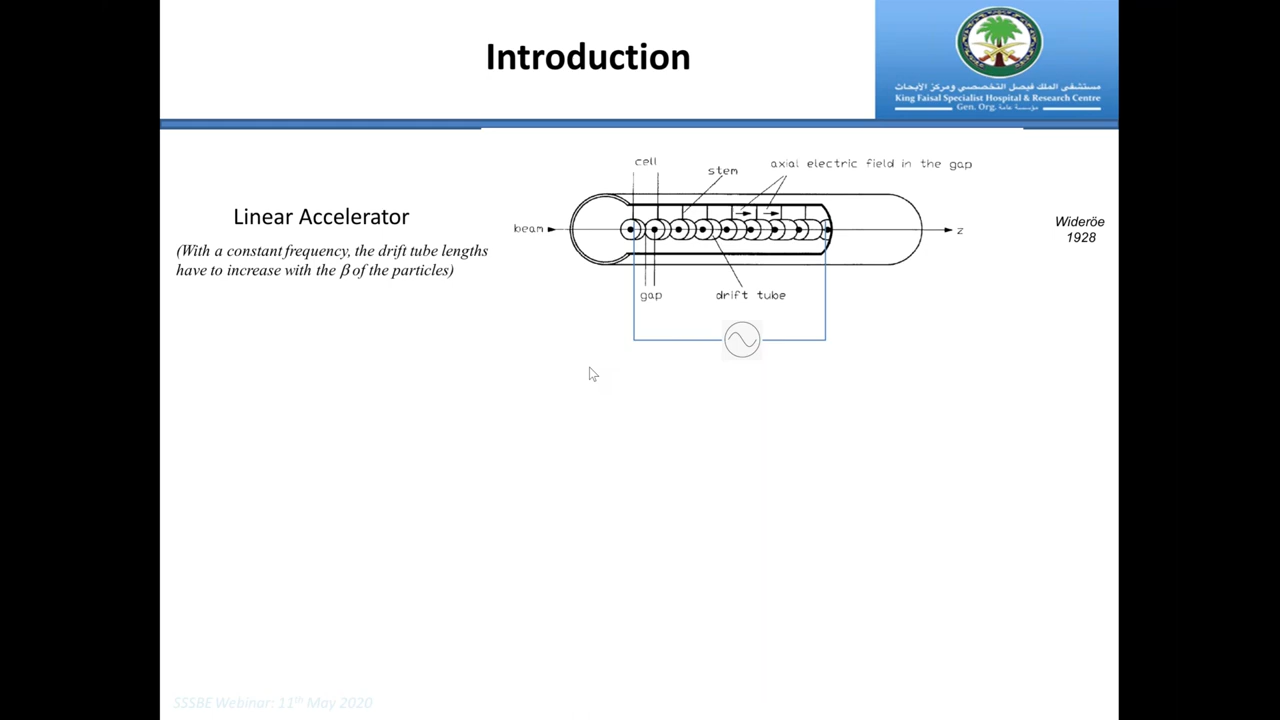 Introduction
مستشفى الملك فيصل التخصصي ومركز الأبحاث
King Faisal Specialist Hospital & Research Centre
Gen. Org. مؤسسة عامة
cell
stem
axial electric field in the gap
Linear Accelerator
(With a constant frequency, the drift tube lengths
have to increase with the β of the particles)
beam
z
Wideröe
1928
gap
drift tube
SSSBE Webinar: 11th May 2020